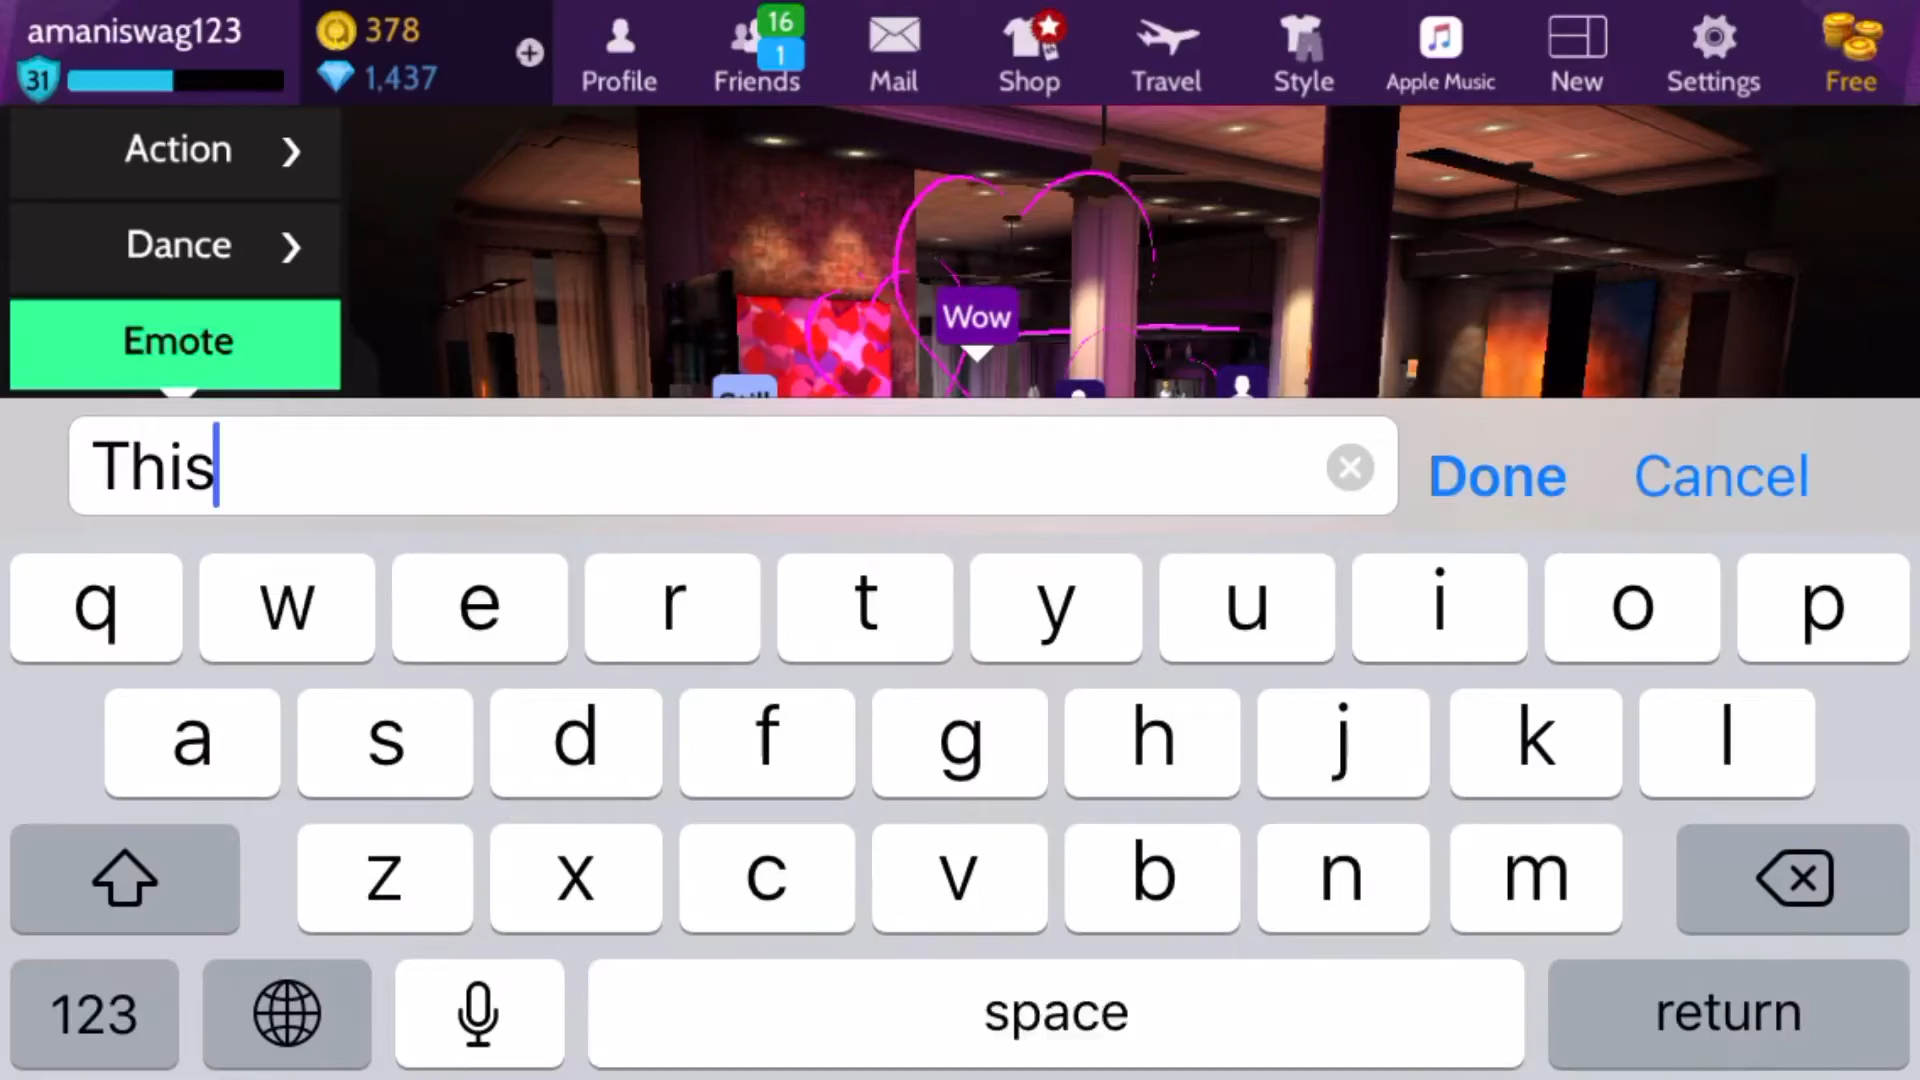 amaniswag123
31
378
1,437
Profile
16
1
Friends
Mail
Shop
Travel
Style
Apple Music
New
Settings
Free
Action
Dance
Emote
Wow
This
Done
Cancel
q w e r t y u i o p
a s d f g h j k l
z x c v b n m
123
space
return